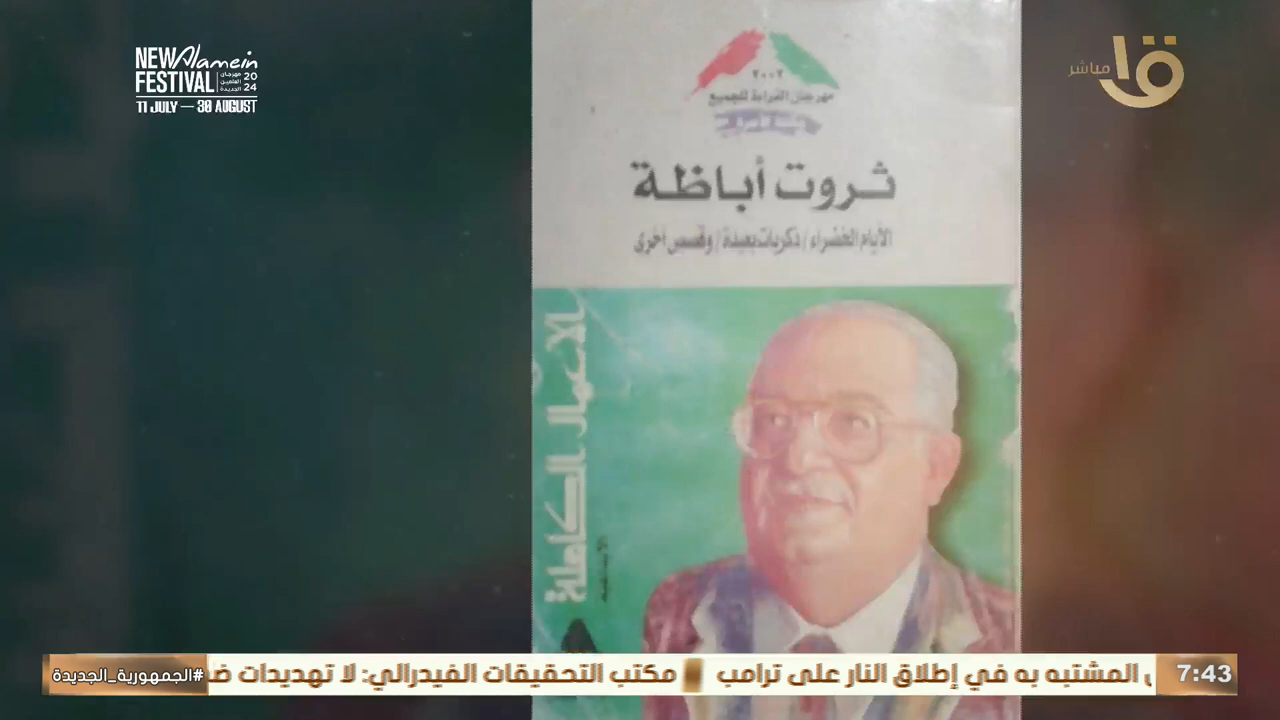 NEW Alamein
FESTIVAL
مهرجان
العلمين
الجديدة
20
24
11 JULY — 30 AUGUST
مباشر
٢٠٠٢
مهرجان القراءة للجميع
ثروت أباظة
الأيام الخضراء / ذكريات بعيدة / وقصص أخرى
الأعمال الكاملة
7:43
المشتبه به في إطلاق النار على ترامب
مكتب التحقيقات الفيدرالي: لا تهديدات
#الجمهورية_الجديدة